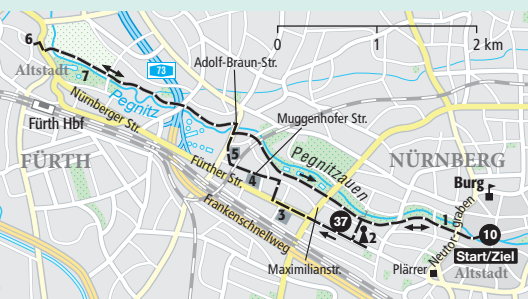 0
1
2 km
6
Adolf-Braun-Str.
73
7
Altstadt
Pegnitz
Nürnberger Str.
Fürth Hbf
Muggenhofer Str.
5
Pegnitzauen
FÜRTH
NÜRNBERG
Fürther Str.
4
Burg
3
37
1
Neutorgraben
Frankenschnellweg
2
10
Start/Ziel
Maximilianstr.
Plärrer
Altstadt